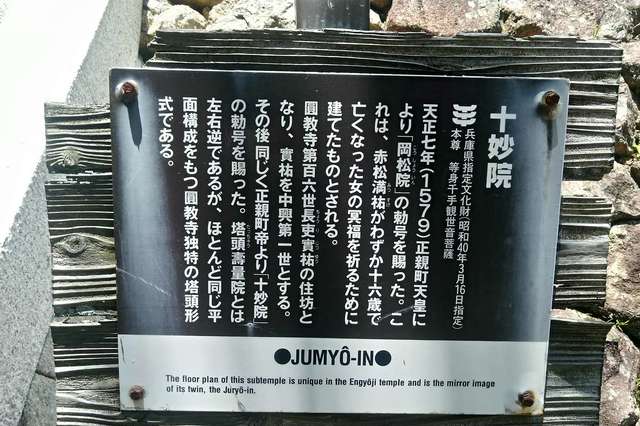 十妙院
兵庫県指定文化財(昭和40年3月16日指定)
本尊 等身千手観世音菩薩
天正七年(1579)正親町天皇に
より「岡松院」の勅号を賜った。こ
れは、赤松満祐がわずか十六歳で
亡くなった女の冥福を祈るために
建てたものとされる。
圓教寺第百六世長吏實祐の住坊と
なり、實祐を中興第一世とする。
その後同じく正親町帝より「十妙院」
の勅号を賜った。塔頭壽量院とは
左右逆であるが、ほとんど同じ平
面構成をもつ圓教寺独特の塔頭形
式である。
●JUMYÔ-IN●
The floor plan of this subtemple is unique in the Engyôji temple and is the mirror image
of its twin, the Juryô-in.